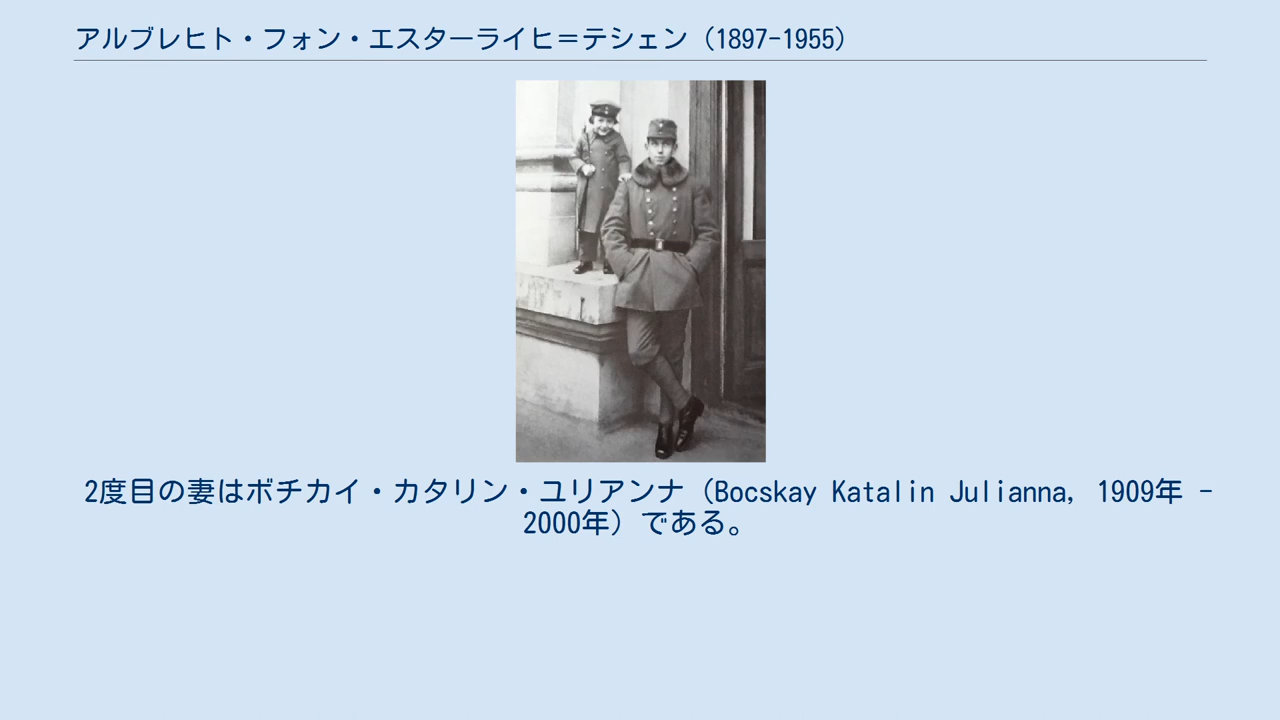 アルブレヒト・フォン・エスターライヒ＝テシェン（1897-1955）
2度目の妻はボチカイ・カタリン・ユリアンナ（Bocskay Katalin Julianna, 1909年 -
2000年）である。